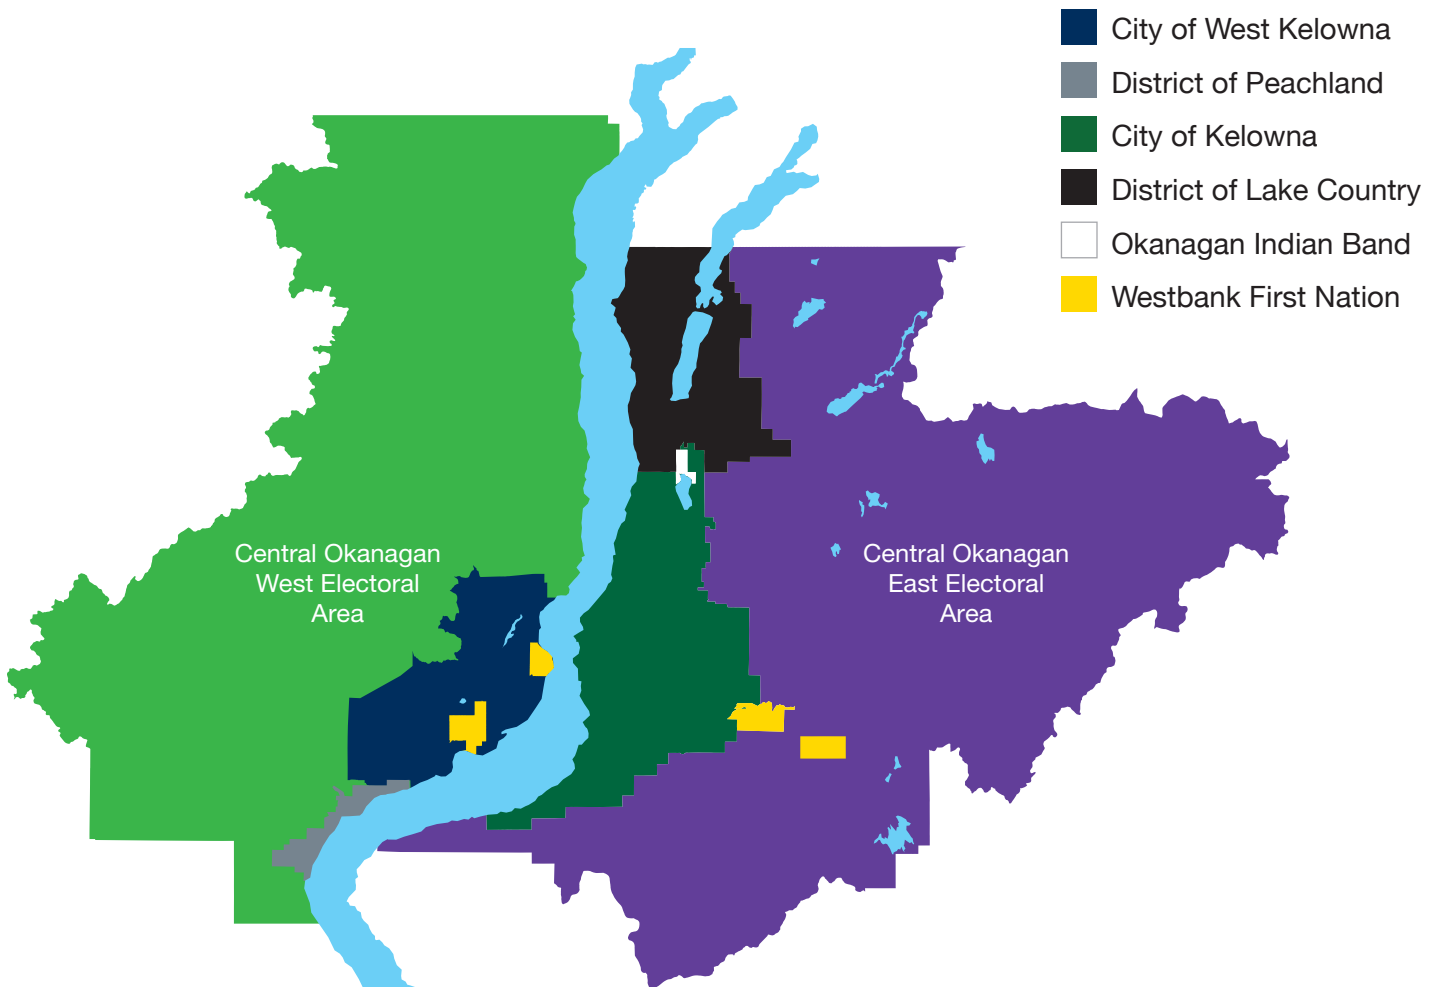 City of West Kelowna
District of Peachland
City of Kelowna
District of Lake Country
Okanagan Indian Band
Westbank First Nation
Central Okanagan
West Electoral
Area
Central Okanagan
East Electoral
Area